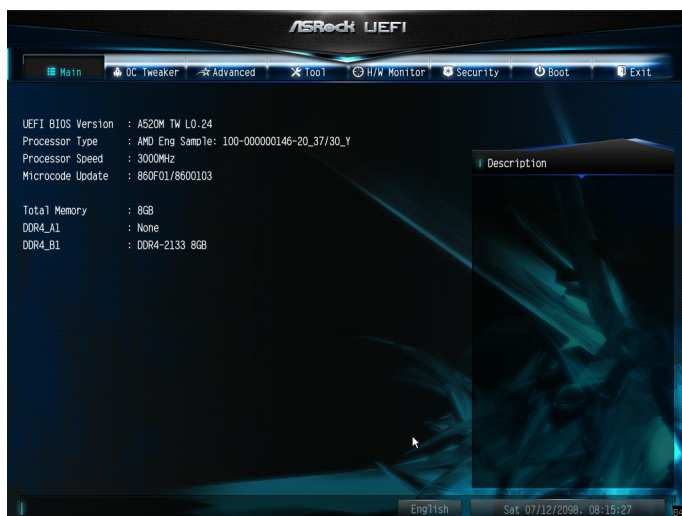 ASRock UEFI
Main OC Tweaker Advanced Tool H/W Monitor Security Boot Exit
UEFI BIOS Version : A520M TW L0.24
Processor Type : AMD Eng Sample: 100-000000146-20_37/30_Y
Processor Speed : 3000MHz
Microcode Update : 860F01/8600103
Total Memory : 8GB
DDR4_A1 : None
DDR4_B1 : DDR4-2133 8GB
Description
English Sat 07/12/2098. 08:15:27